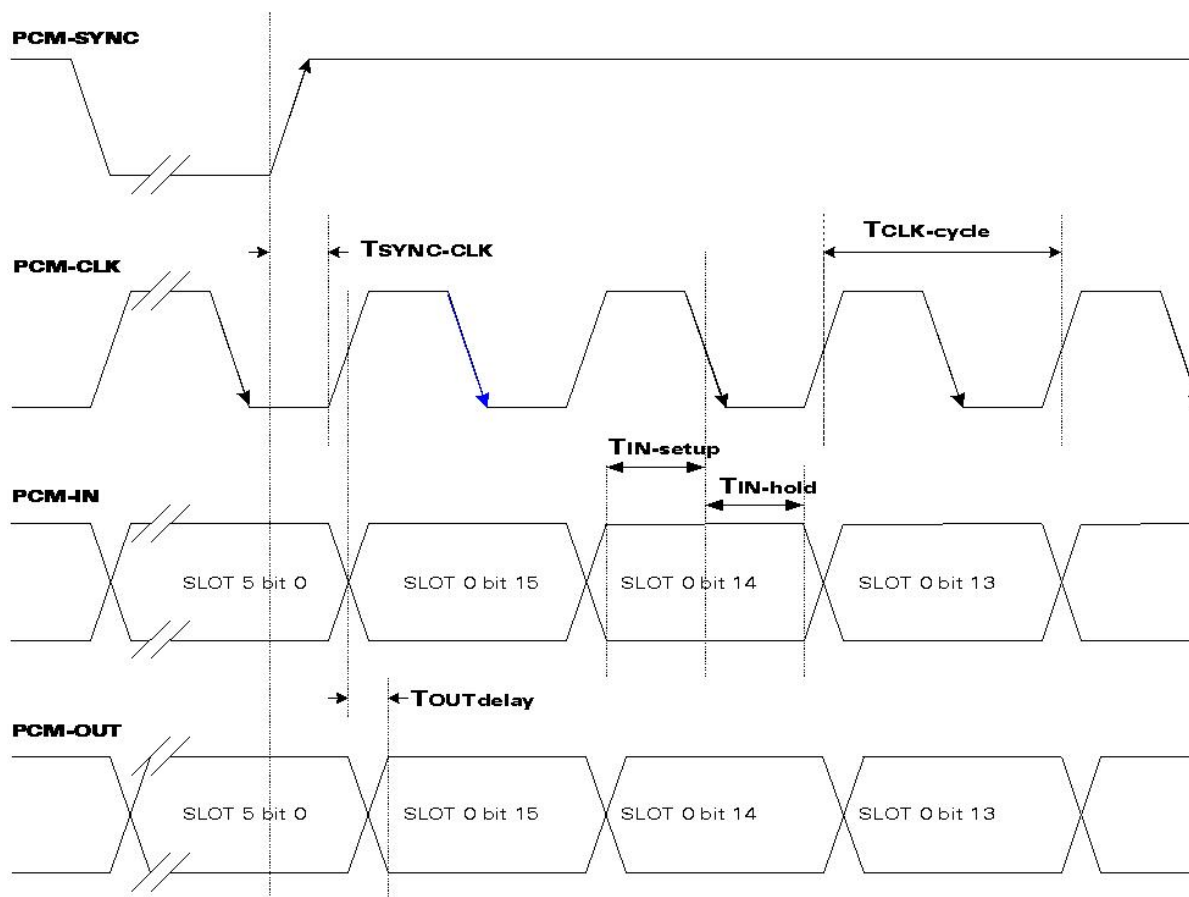 PCM-SYNC
TSYNC-CLK
TCLK-cycle
PCM-CLK
TIN-setup
TIN-hold
PCM-IN
SLOT 5 bit 0
SLOT 0 bit 15
SLOT 0 bit 14
SLOT 0 bit 13
TOUTdelay
PCM-OUT
SLOT 5 bit 0
SLOT 0 bit 15
SLOT 0 bit 14
SLOT 0 bit 13